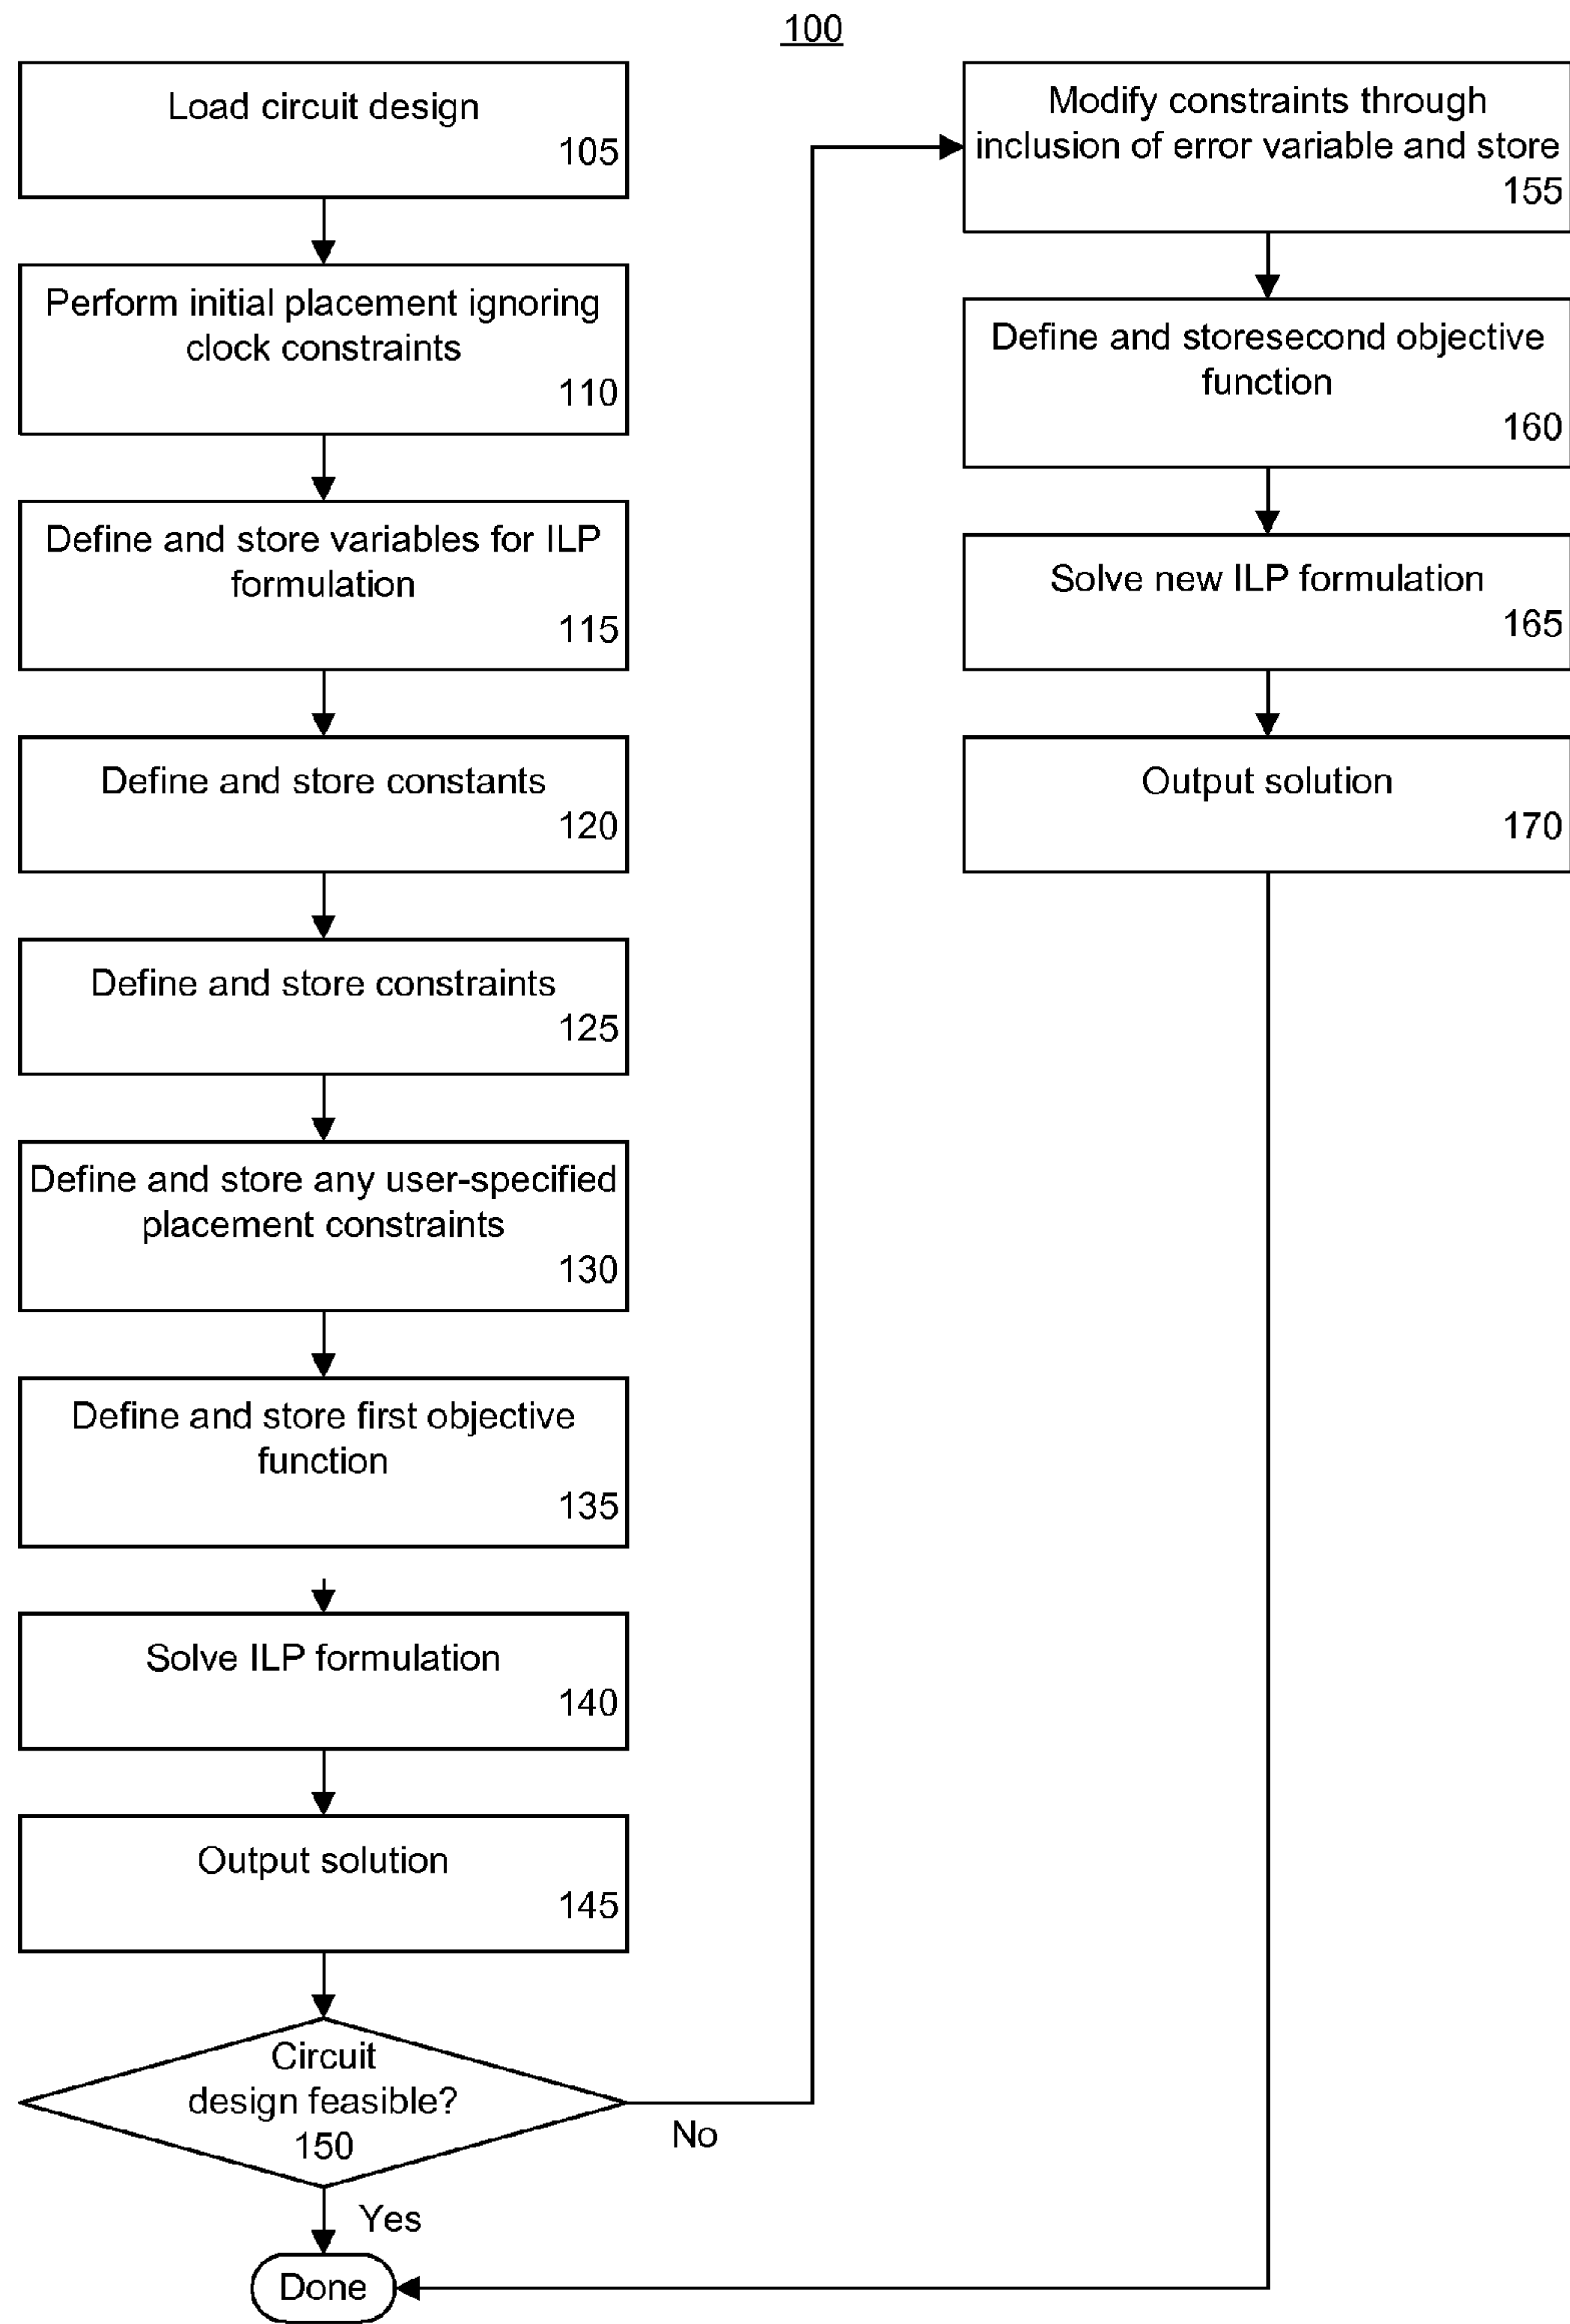 100
Load circuit design
105
Perform initial placement ignoring
clock constraints
110
Define and store variables for ILP
formulation
115
Define and store constants
120
Define and store constraints
125
Define and store any user-specified
placement constraints
130
Define and store first objective
function
135
Solve ILP formulation
140
Output solution
145
Circuit
design feasible?
150
No
Yes
Done
Modify constraints through
inclusion of error variable and store
155
Define and storesecond objective
function
160
Solve new ILP formulation
165
Output solution
170